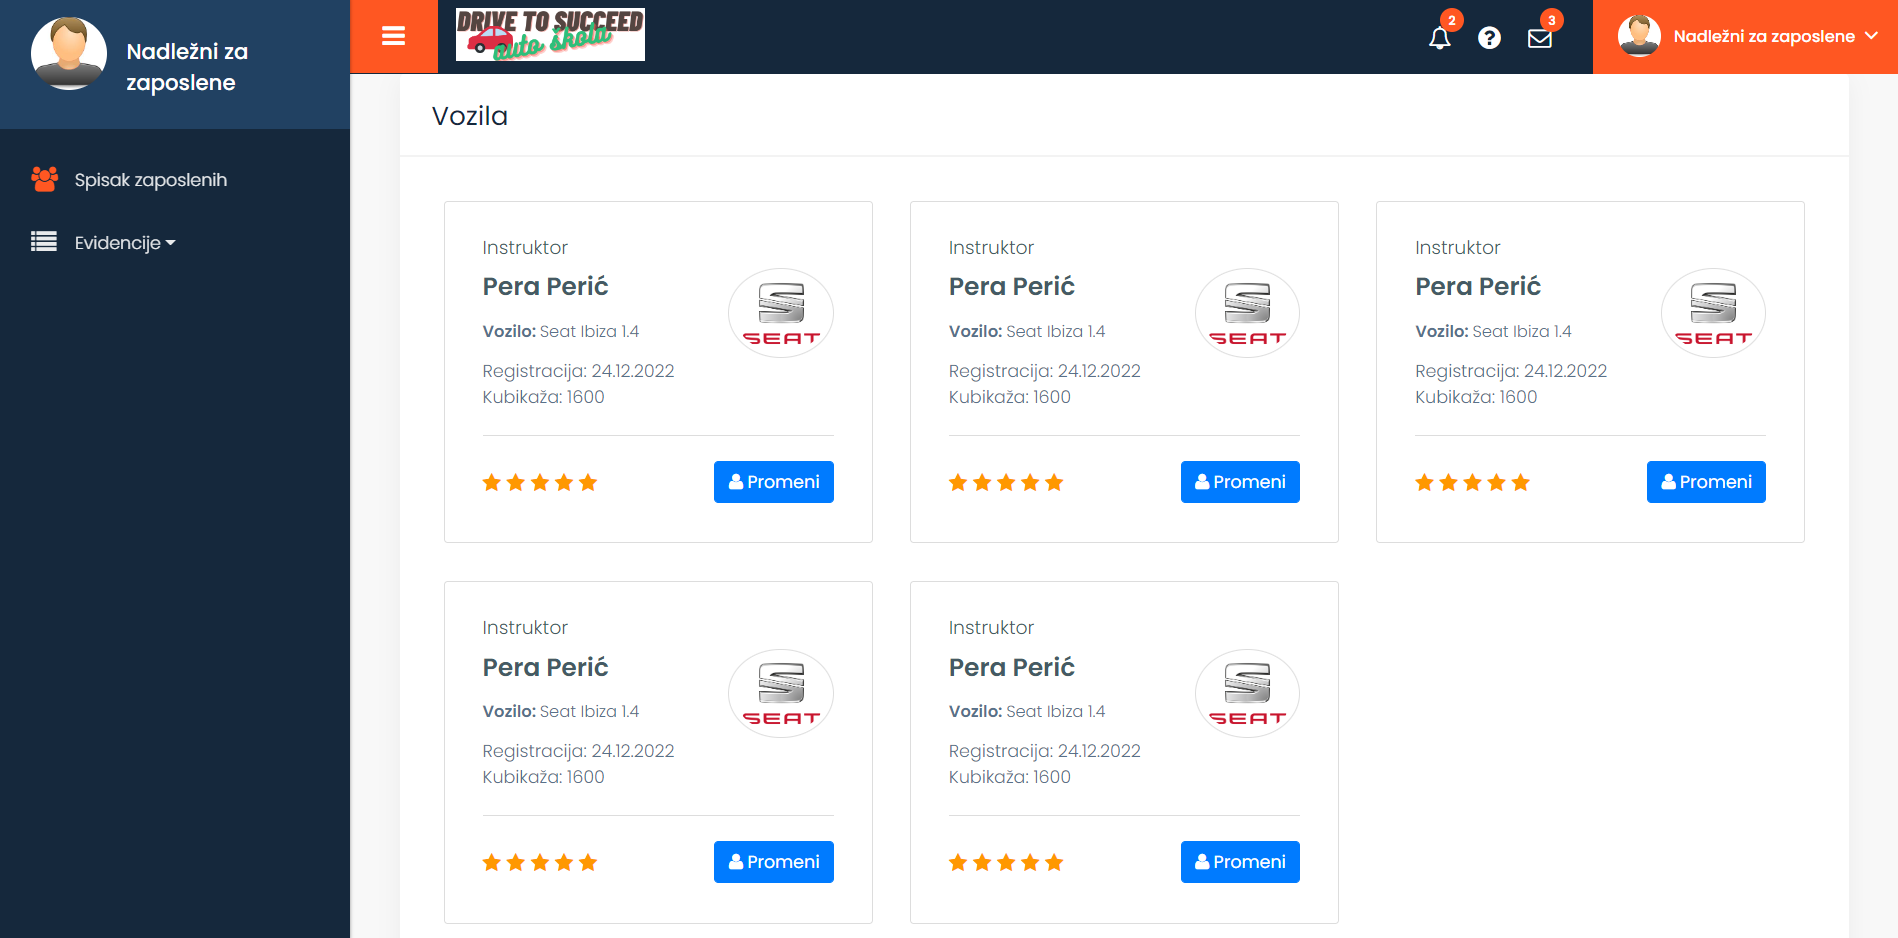 Nadležni za
zaposlene
Spisak zaposlenih
Evidencije
DRIVE TO SUCCEED
auto škola
2
3
Nadležni za zaposlene
Vozila
Instruktor
Pera Perić
Vozilo: Seat Ibiza 1.4
Registracija: 24.12.2022
Kubikaža: 1600
SEAT
Promeni
Instruktor
Pera Perić
Vozilo: Seat Ibiza 1.4
Registracija: 24.12.2022
Kubikaža: 1600
SEAT
Promeni
Instruktor
Pera Perić
Vozilo: Seat Ibiza 1.4
Registracija: 24.12.2022
Kubikaža: 1600
SEAT
Promeni
Instruktor
Pera Perić
Vozilo: Seat Ibiza 1.4
Registracija: 24.12.2022
Kubikaža: 1600
SEAT
Promeni
Instruktor
Pera Perić
Vozilo: Seat Ibiza 1.4
Registracija: 24.12.2022
Kubikaža: 1600
SEAT
Promeni